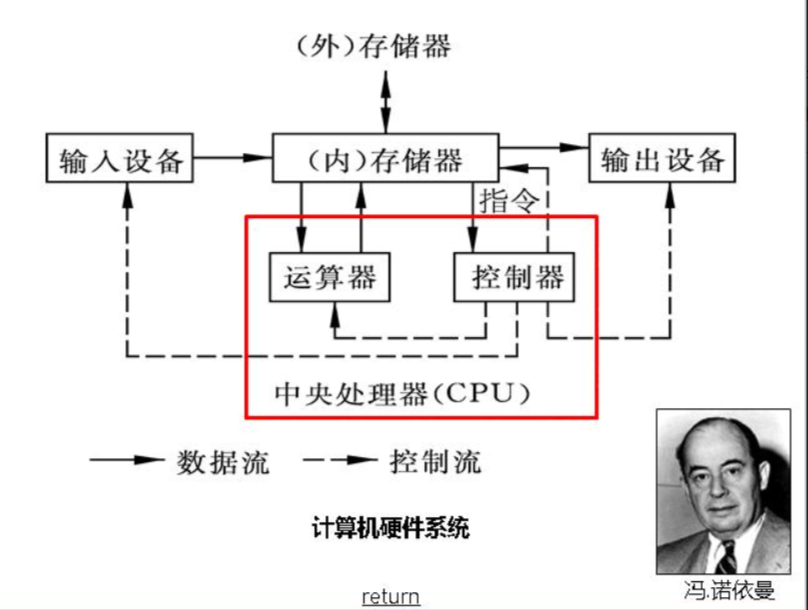 （外）存储器
输入设备
（内）存储器
输出设备
指令
运算器
控制器
中央处理器(CPU)
数据流
控制流
计算机硬件系统
冯.诺依曼
return